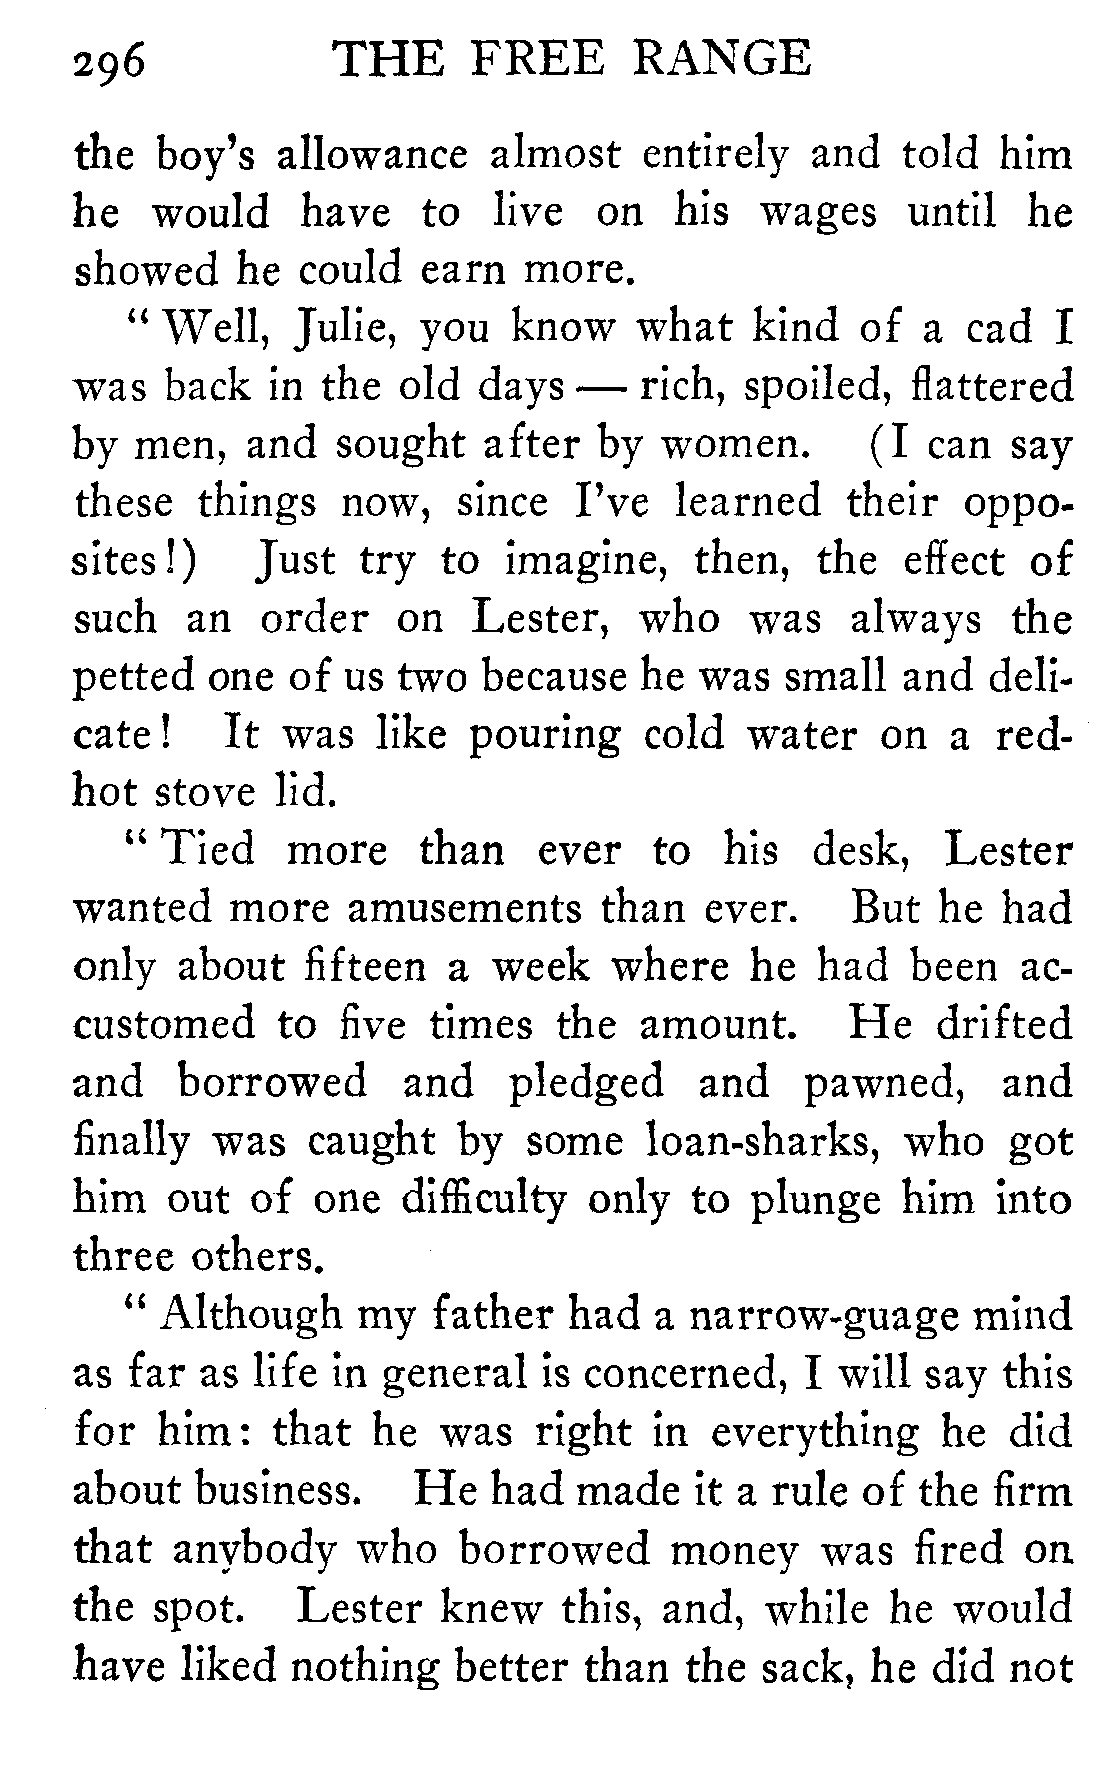 296 THE FREE RANGE
the boy's allowance almost entirely and told him
he would have to live on his wages until he
showed he could earn more.
“ Well, Julie, you know what kind of a cad I
was back in the old days — rich, spoiled, flattered
by men, and sought after by women. (I can say
these things now, since I've learned their oppo-
sites!) Just try to imagine, then, the effect of
such an order on Lester, who was always the
petted one of us two because he was small and deli-
cate! It was like pouring cold water on a red-
hot stove lid.
“ Tied more than ever to his desk, Lester
wanted more amusements than ever. But he had
only about fifteen a week where he had been ac-
customed to five times the amount. He drifted
and borrowed and pledged and pawned, and
finally was caught by some loan-sharks, who got
him out of one difficulty only to plunge him into
three others.
“ Although my father had a narrow-guage mind
as far as life in general is concerned, I will say this
for him: that he was right in everything he did
about business. He had made it a rule of the firm
that anybody who borrowed money was fired on
the spot. Lester knew this, and, while he would
have liked nothing better than the sack, he did not